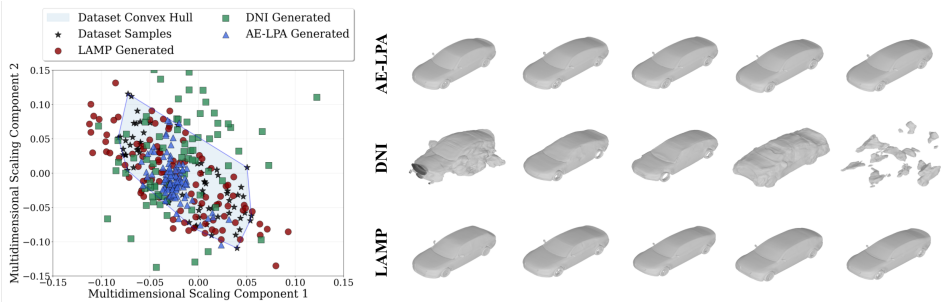 Dataset Convex Hull
Dataset Samples
LAMP Generated
DNI Generated
AE-LPA Generated
Multidimensional Scaling Component 2
0.15
0.10
0.05
0.00
−0.05
−0.10
−0.15
−0.15
−0.10
−0.05
0.00
0.05
0.10
0.15
Multidimensional Scaling Component 1
AE-LPA
DNI
LAMP